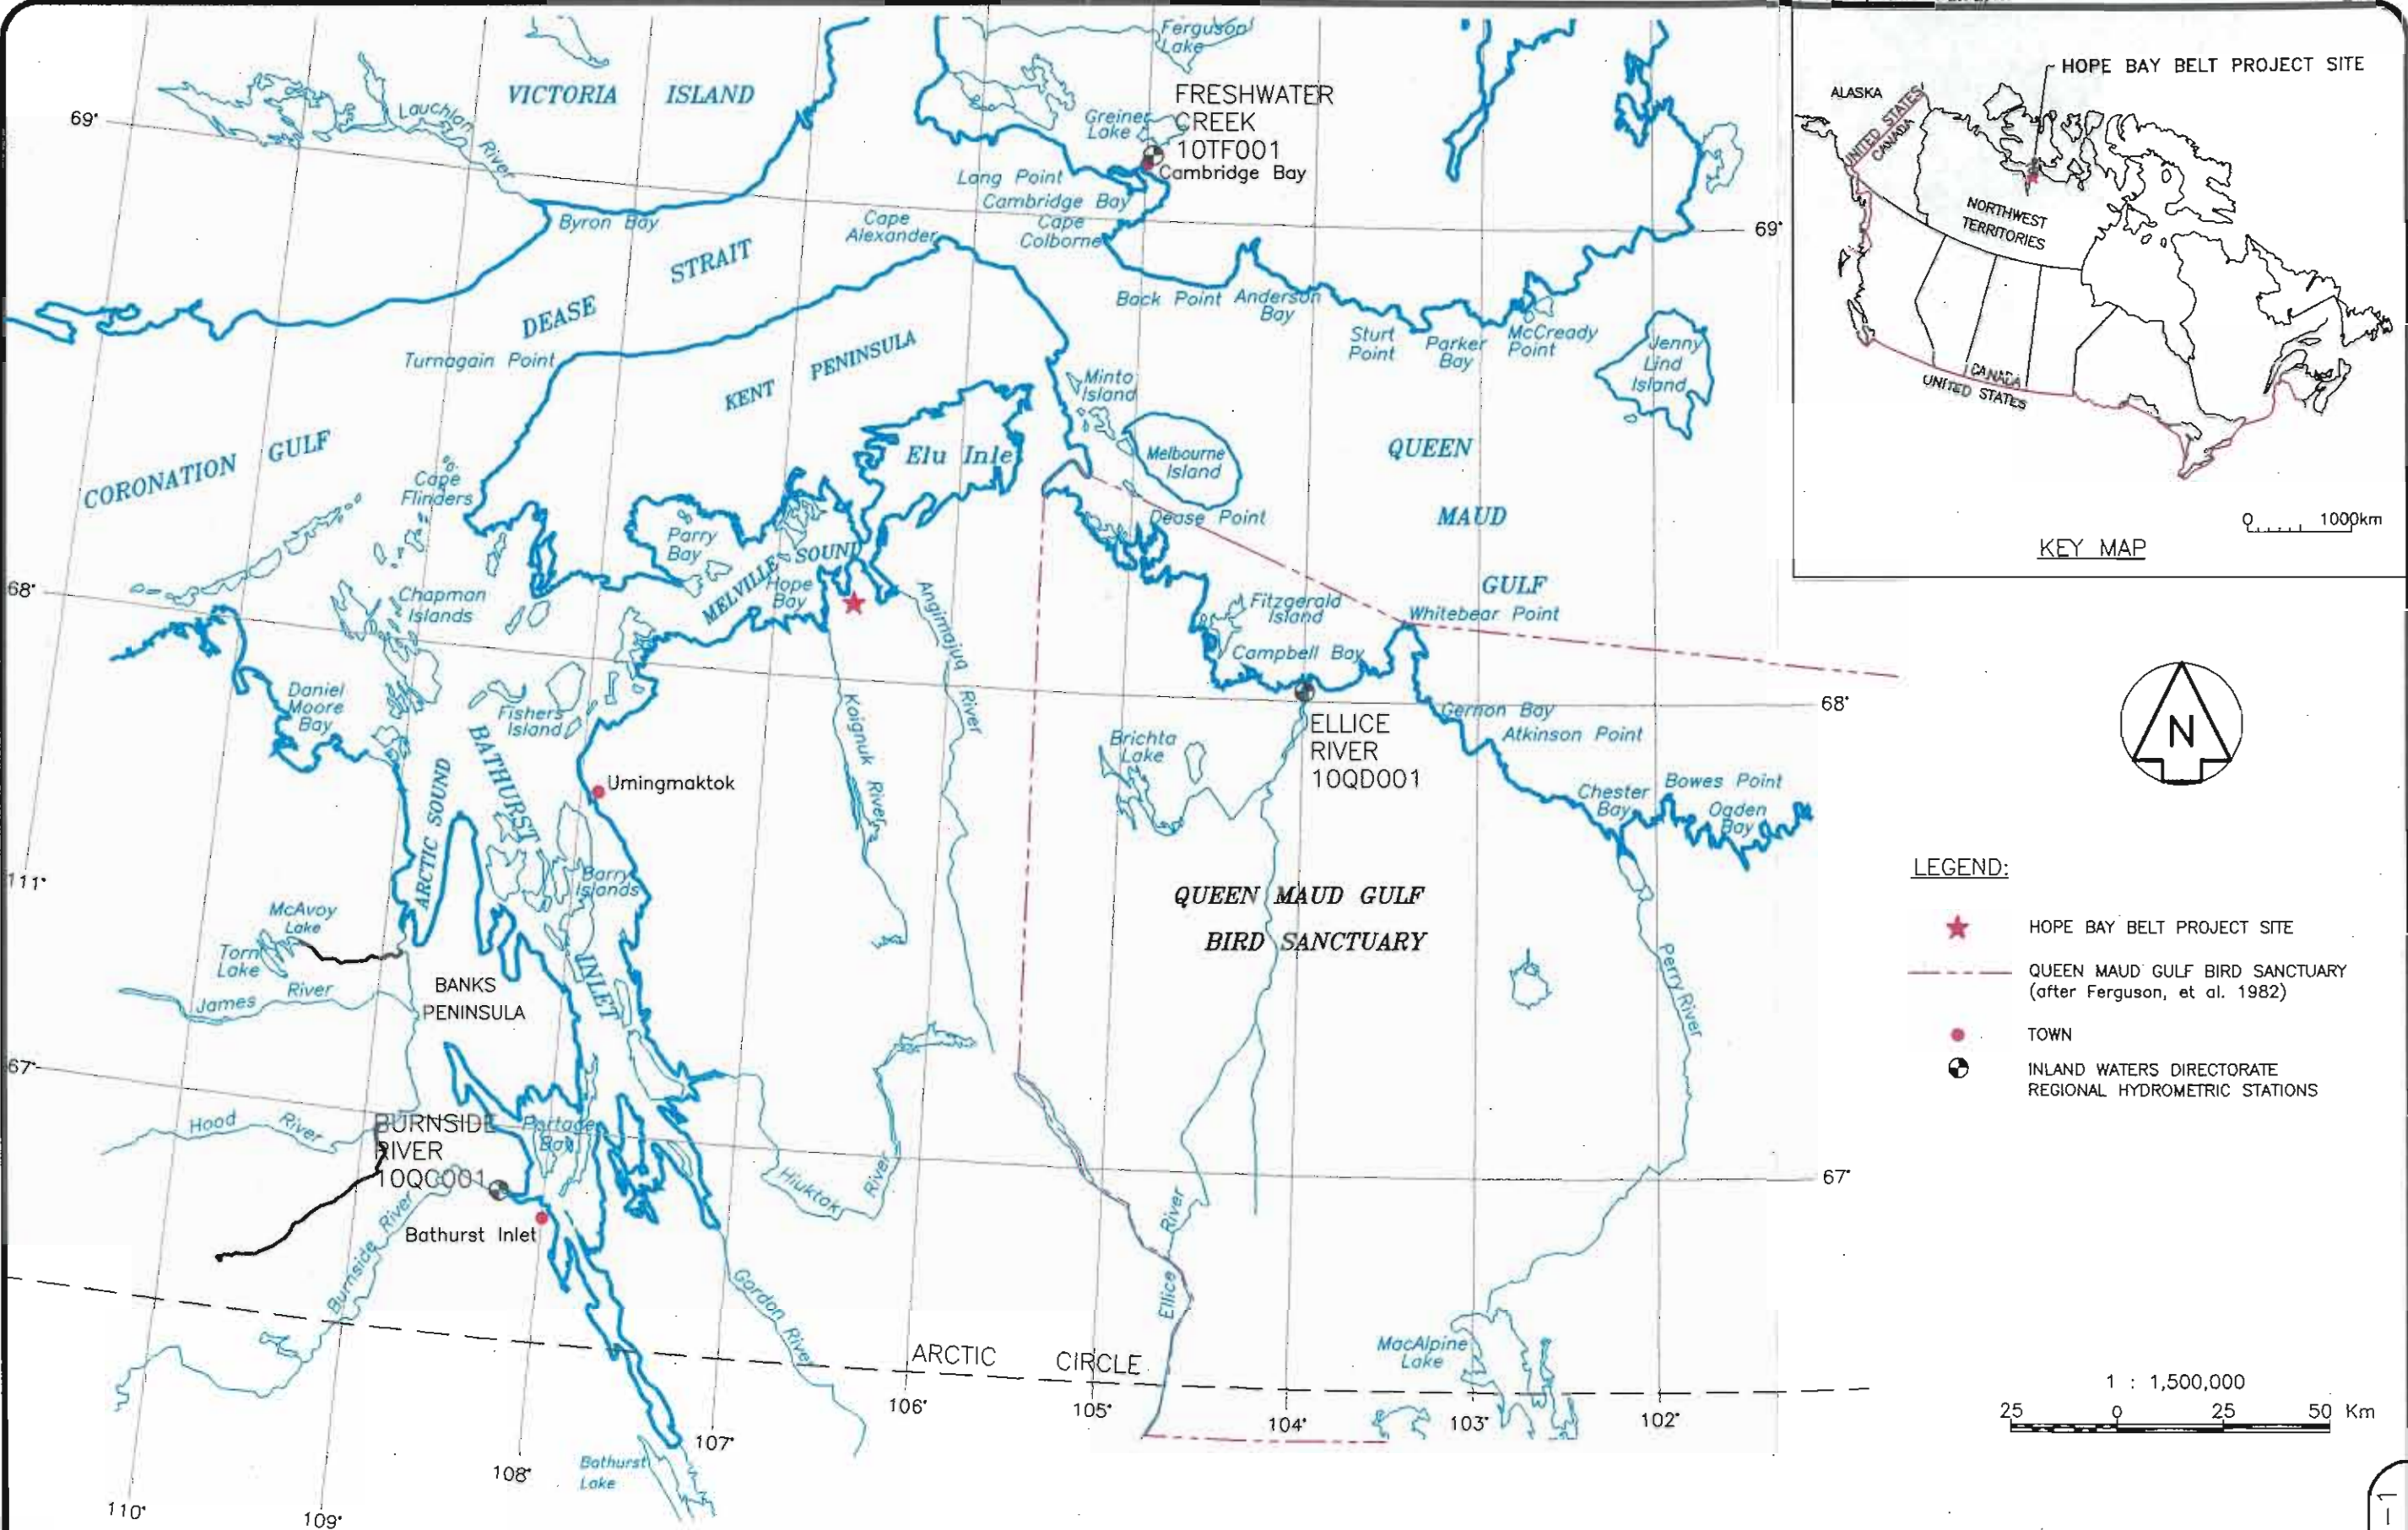 Ferguson
Lake
VICTORIA ISLAND
FRESHWATER
CREEK
10TF001
Greiner
Lake
Cambridge Bay
69°
Lauchlan River
Long Point
Cambridge Bay
Cape
Colborne
Cape
Alexander
Byron Bay
69°
DEASE STRAIT
Back Point
Anderson
Bay
Sturt
Point
Parker
Bay
McCready
Point
Jenny
Lind
Island
Turnagain Point
KENT PENINSULA
Minto
Island
CORONATION GULF
Elu Inlet
Melbourne
Island
QUEEN
MAUD
GULF
Cape
Flinders
Parry
Bay
Dease Point
MELVILLE SOUND
Hope
Bay
68°
Chapman
Islands
Angimajuq River
Fitzgerald
Island
Whitebear Point
Campbell Bay
Daniel
Moore
Bay
Fishers
Island
Koignuk River
68°
Gernon Bay
Atkinson Point
ELLICE
RIVER
10QD001
Brichta
Lake
BATHURST INLET
ARCTIC SOUND
Umingmaktok
Chester
Bay
Bowes Point
Ogden
Bay
111°
Barry
Islands
QUEEN MAUD GULF
BIRD SANCTUARY
McAvoy
Lake
Torn
Lake
James River
BANKS
PENINSULA
Perry River
67°
Hood River
BURNSIDE
RIVER
10QC001
Portage
Bay
Hiuktok River
67°
Bathurst Inlet
Burnside River
Gordon River
Ellice River
ARCTIC CIRCLE
MacAlpine
Lake
Bathurst
Lake
110°
109°
108°
107°
106°
105°
104°
103°
102°
HOPE BAY BELT PROJECT SITE
ALASKA
UNITED STATES
CANADA
NORTHWEST
TERRITORIES
CANADA
UNITED STATES
0 1000km
KEY MAP
N
LEGEND:
HOPE BAY BELT PROJECT SITE
QUEEN MAUD GULF BIRD SANCTUARY
(after Ferguson, et al. 1982)
TOWN
INLAND WATERS DIRECTORATE
REGIONAL HYDROMETRIC STATIONS
1 : 1,500,000
25 0 25 50 Km